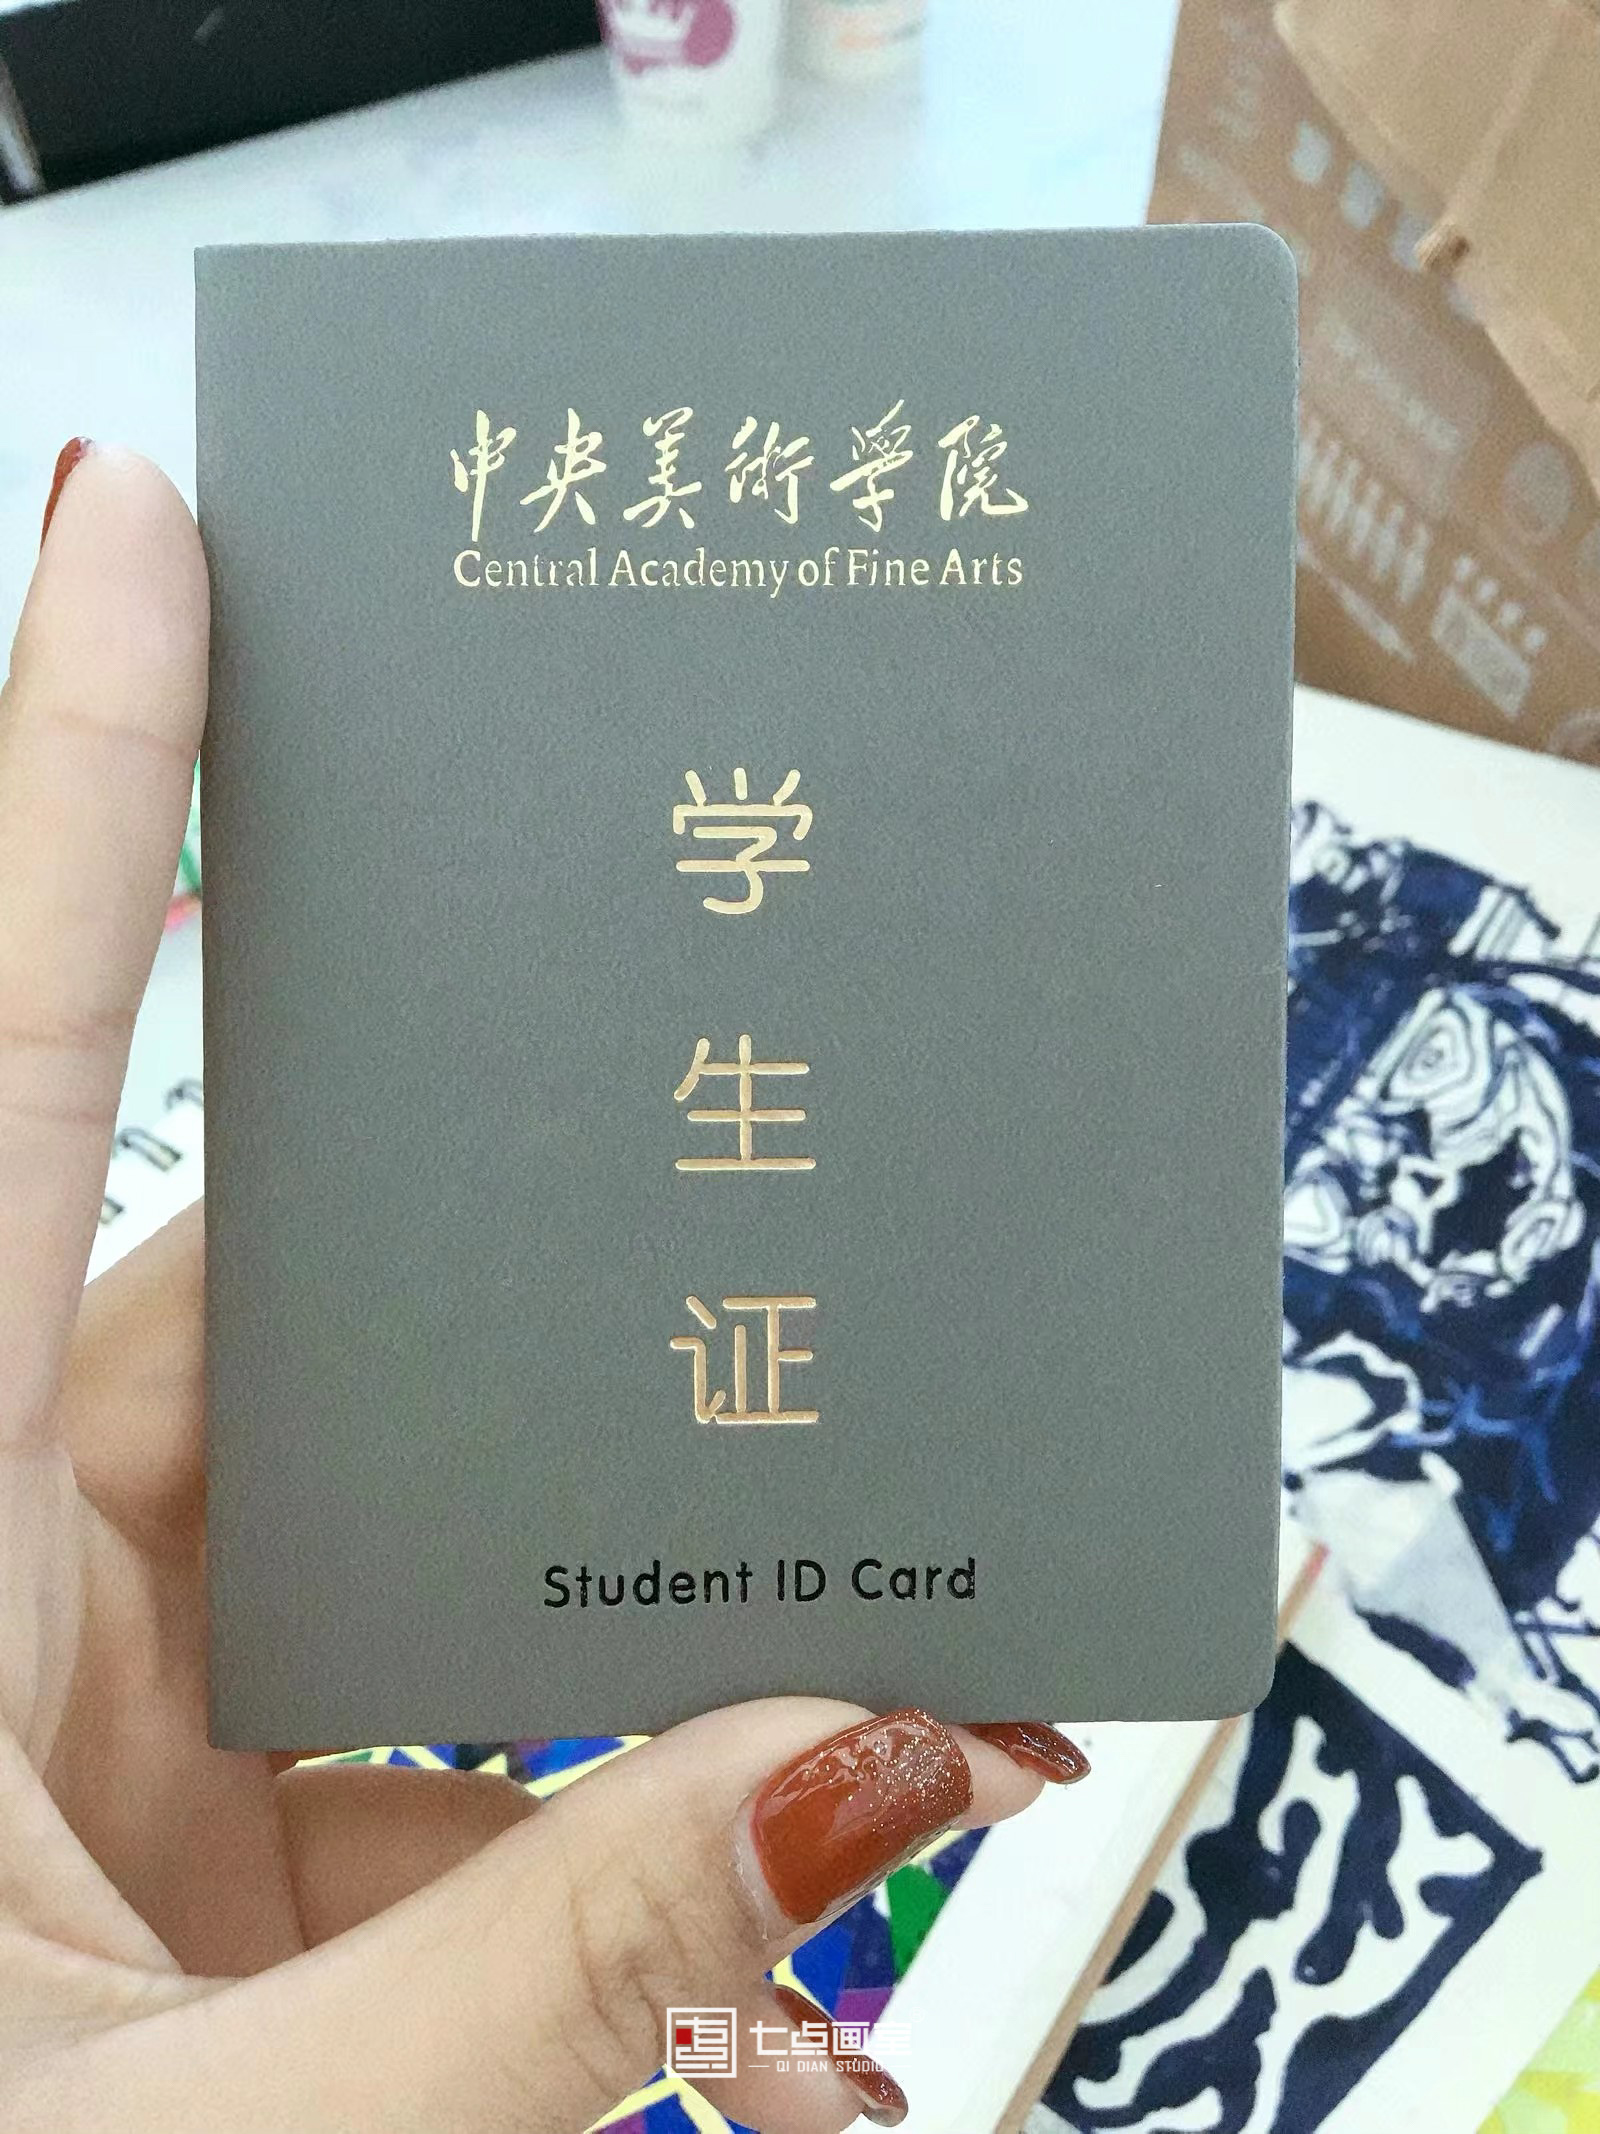 中央美術學院
Central Academy of Fine Arts
学
生
证
Student ID Card
七点画室
QI DIAN STUDIO